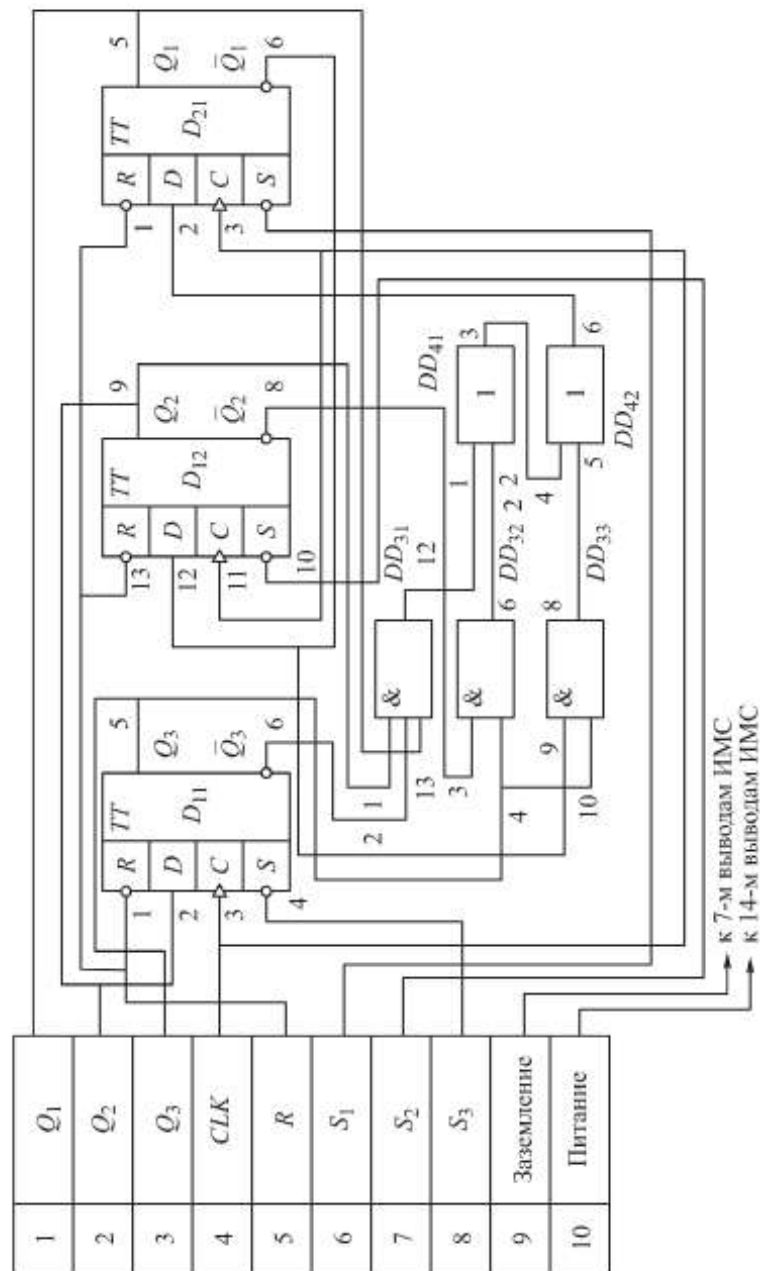 1 Q₁
2 Q₂
3 Q₃
4 CLK
5 R
6 S₁
7 S₂
8 S₃
9 Заземление
10 Питание
R
D
C
S
TT
D₁₁
1
2
3
4
5
Q₃
Q̅₃
6
R
D
C
S
TT
D₁₂
13
12
11
10
9
Q₂
Q̅₂
8
R
D
C
S
TT
D₂₁
1
2
3
5
Q₁
Q̅₁
6
&
1
2
13
DD₃₁
12
&
3
4
6
DD₃₂
2
&
9
10
8
DD₃₃
1
1
2
DD₄₁
3
1
4
5
DD₄₂
6
к 7-м выводам ИМС
к 14-м выводам ИМС